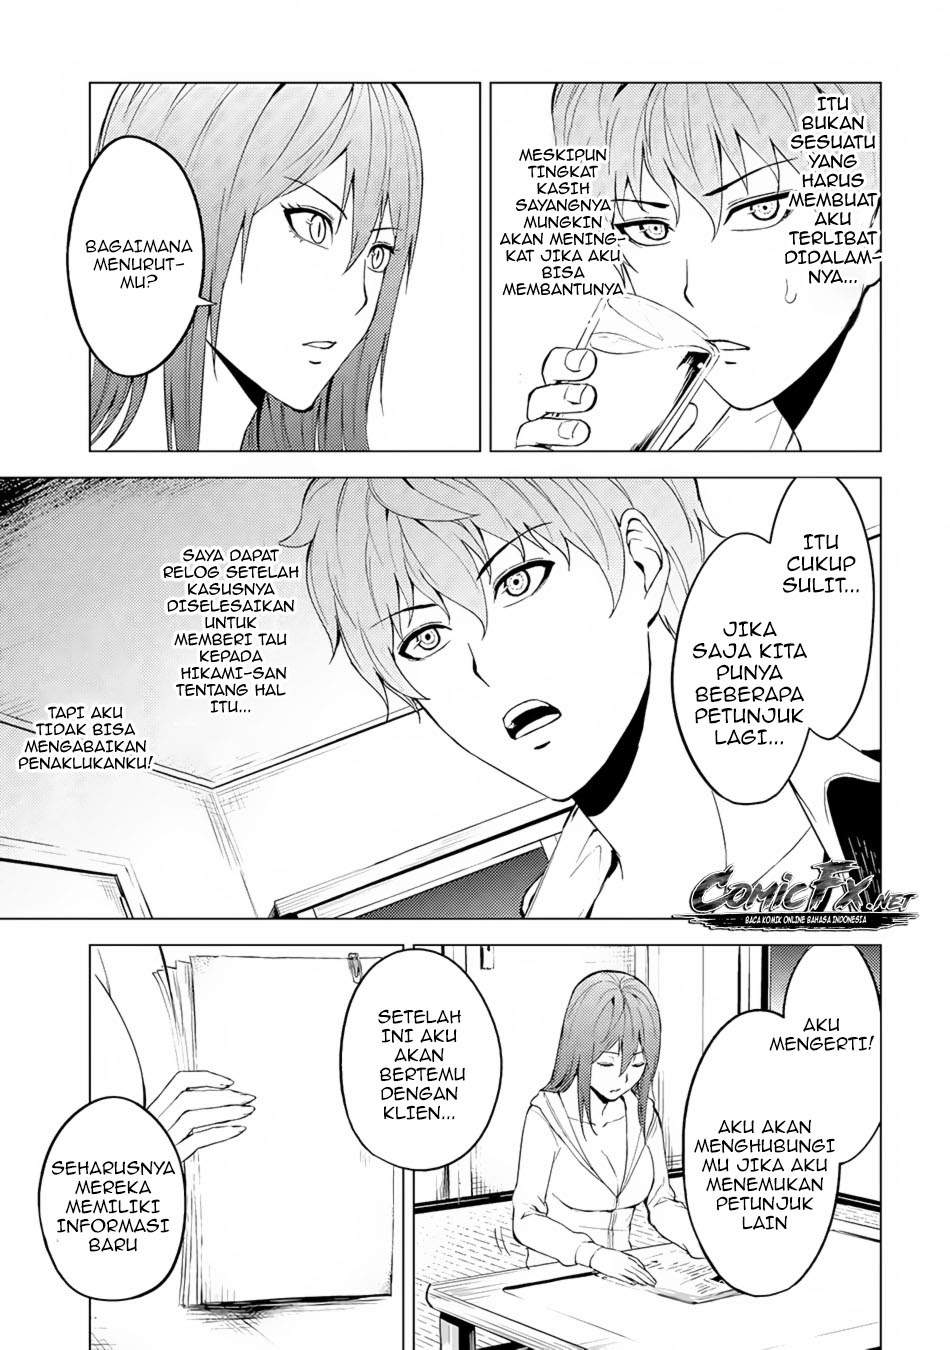 ITU
BUKAN
SESUATU
YANG
HARUS
MEMBUAT
AKU
TERLIBAT
DIDALAM-
NYA...
MESKIPUN
TINGKAT
KASIH
SAYANGNYA
MUNGKIN
AKAN MENING-
KAT JIKA AKU
BISA
MEMBANTUNYA
BAGAIMANA
MENURUT-
MU?
ITU
CUKUP
SULIT...
JIKA
SAJA KITA
PUNYA
BEBERAPA
PETUNJUK
LAGI...
SAYA DAPAT
RELOG SETELAH
KASUSNYA
DISELESAIKAN
UNTUK
MEMBERI TAU
KEPADA
HIKAMI-SAN
TENTANG HAL
ITU...
TAPI AKU
TIDAK BISA
MENGABAIKAN
PENAKLUKANKU!
COMICFX.NET
BACA KOMIK ONLINE BAHASA INDONESIA
AKU
MENGERTI!
AKU AKAN
MENGHUBUNGI
MU JIKA AKU
MENEMUKAN
PETUNJUK
LAIN
SETELAH
INI AKU
AKAN
BERTEMU
DENGAN
KLIEN...
SEHARUSNYA
MEREKA
MEMILIKI
INFORMASI
BARU